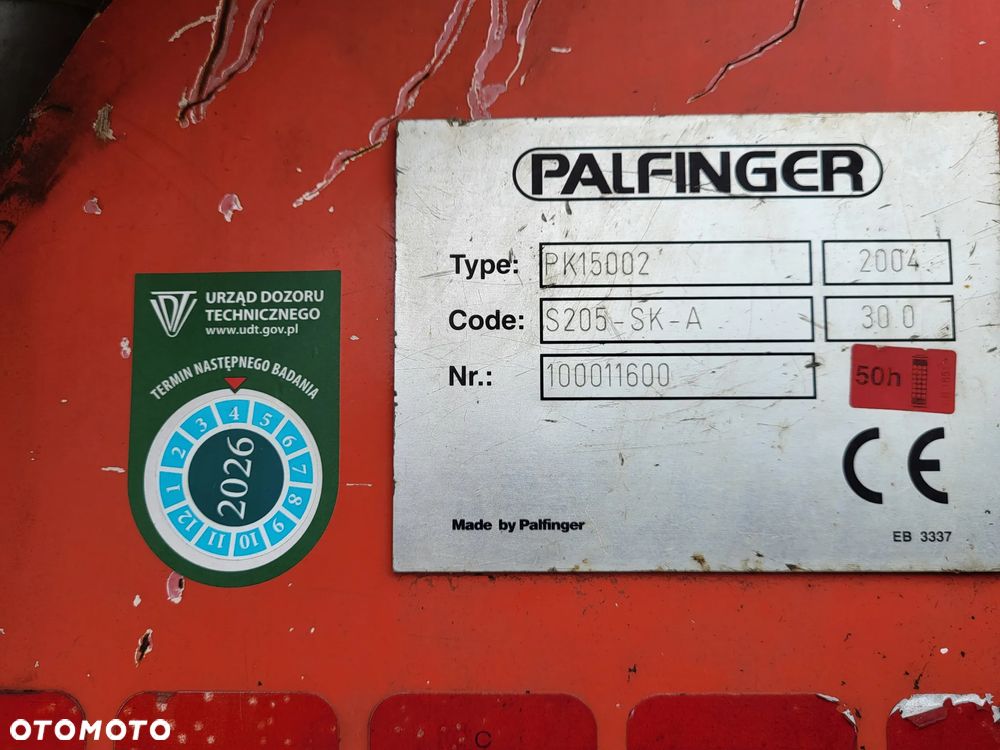 PALFINGER
Type: PK15002 2004
Code: S205-SK-A 30.0
Nr.: 100011600
50h
CE
Made by Palfinger
EB 3337
UDT URZĄD DOZORU
TECHNICZNEGO
www.udt.gov.pl
TERMIN NASTĘPNEGO BADANIA
1 2 3 4 5 6 7 8 9 10 11 12
2026
C
OTOMOTO